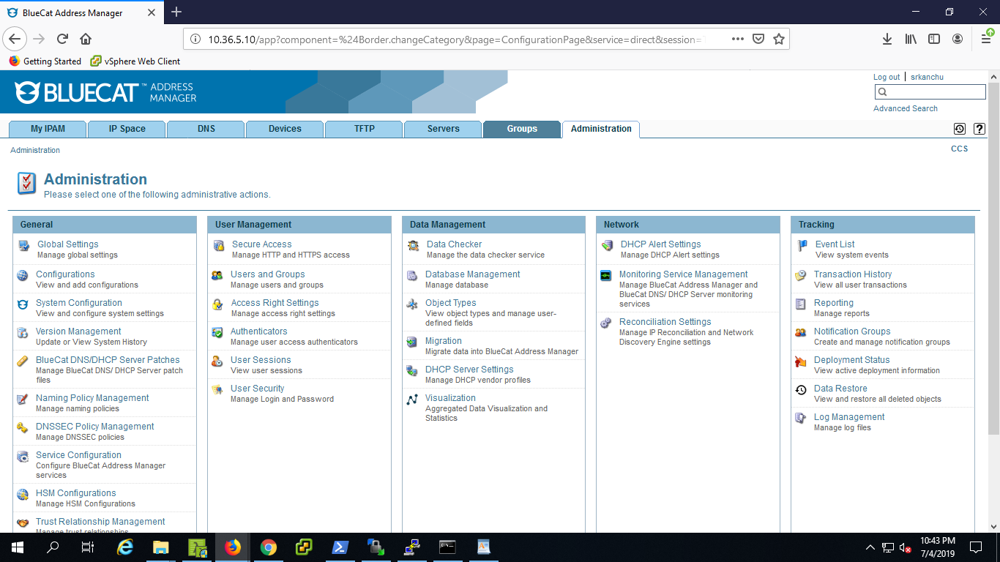 BlueCat Address Manager
10.36.5.10/app?component=%24Border.changeCategory&page=ConfigurationPage&service=direct&session=
Getting Started vSphere Web Client
BLUECAT™ ADDRESS MANAGER
Log out srkanchu
Advanced Search
My IPAM IP Space DNS Devices TFTP Servers Groups Administration
Administration CCS
Administration
Please select one of the following administrative actions.
General
Global Settings
Manage global settings
Configurations
View and add configurations
System Configuration
View and configure system settings
Version Management
Update or View System History
BlueCat DNS/DHCP Server Patches
Manage BlueCat DNS/ DHCP Server patch
files
Naming Policy Management
Manage naming policies
DNSSEC Policy Management
Manage DNSSEC policies
Service Configuration
Configure BlueCat Address Manager
services
HSM Configurations
Manage HSM Configurations
Trust Relationship Management
Manage trust relationships
User Management
Secure Access
Manage HTTP and HTTPS access
Users and Groups
Manage users and groups
Access Right Settings
Manage access right settings
Authenticators
Manage user access authenticators
User Sessions
View user sessions
User Security
Manage Login and Password
Data Management
Data Checker
Manage the data checker service
Database Management
Manage database
Object Types
View object types and manage user-
defined fields
Migration
Migrate data into BlueCat Address Manager
DHCP Server Settings
Manage DHCP vendor profiles
Visualization
Aggregated Data Visualization and
Statistics
Network
DHCP Alert Settings
Manage DHCP Alert settings
Monitoring Service Management
Manage BlueCat Address Manager and
BlueCat DNS/ DHCP Server monitoring
services
Reconciliation Settings
Manage IP Reconciliation and Network
Discovery Engine settings
Tracking
Event List
View system events
Transaction History
View all user transactions
Reporting
Manage reports
Notification Groups
Create and manage notification groups
Deployment Status
View active deployment information
Data Restore
View and restore all deleted objects
Log Management
Manage log files
10:43 PM
7/4/2019